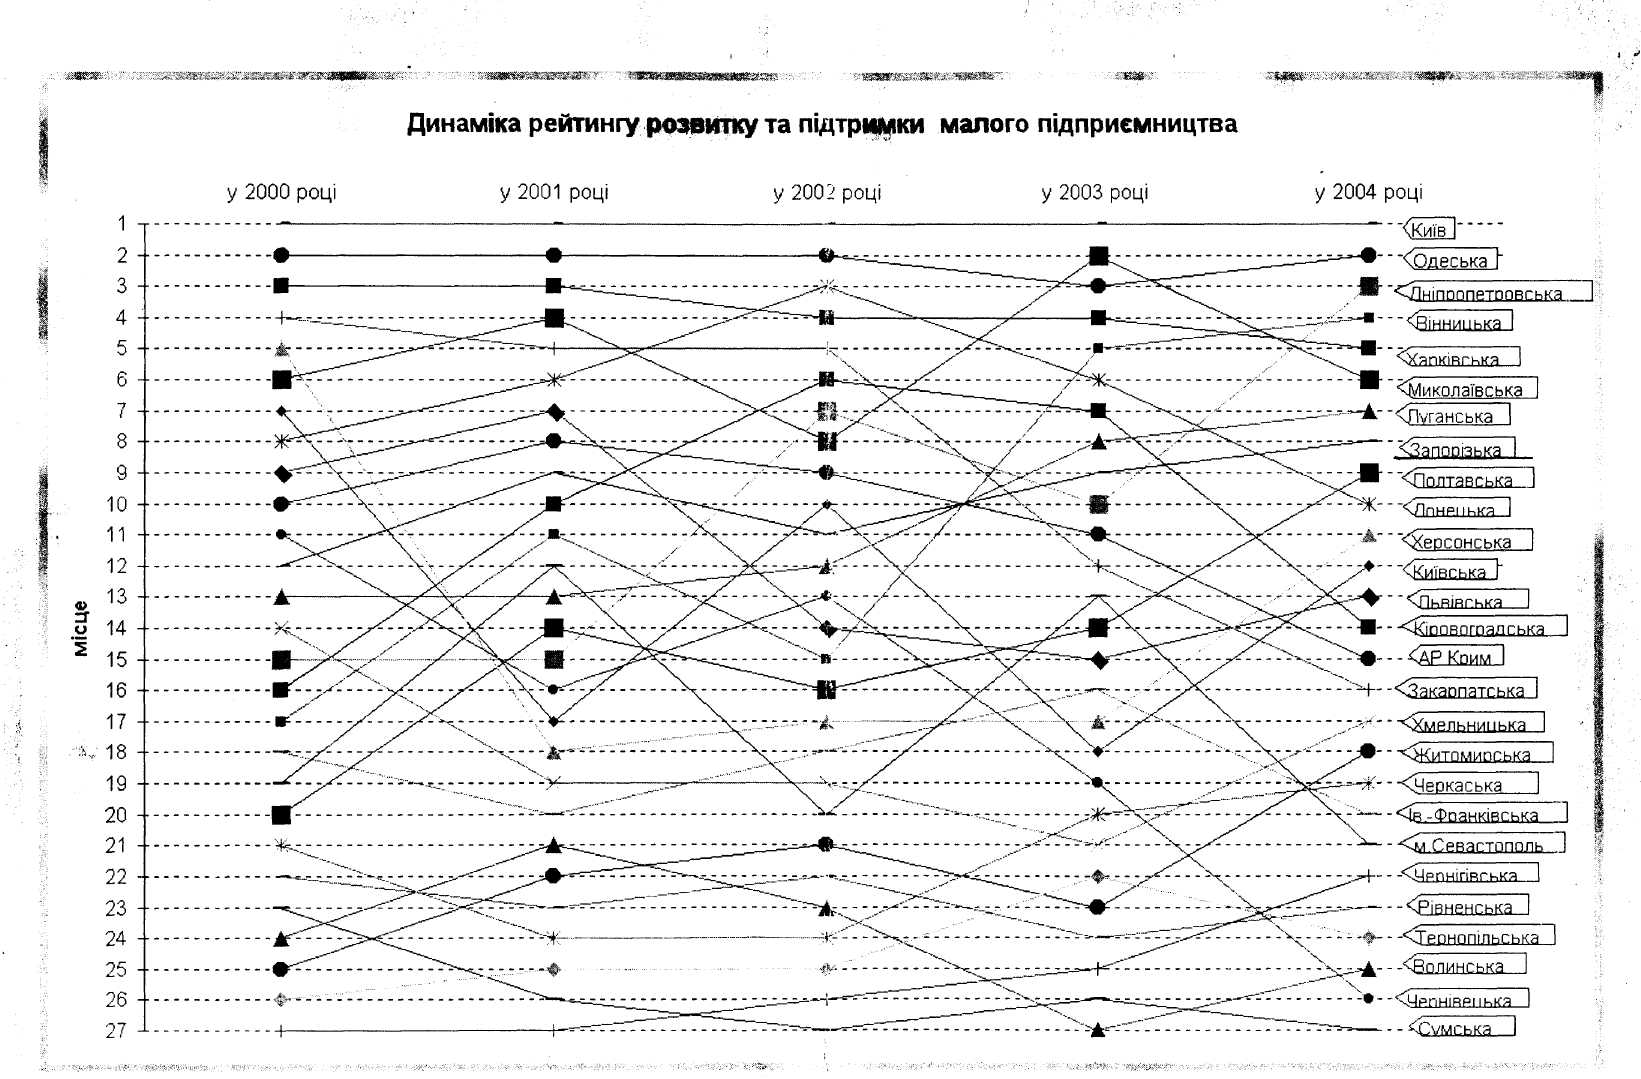 Динаміка рейтингу розвитку та підтримки малого підприємництва
у 2000 році у 2001 році у 2002 році у 2003 році у 2004 році
місце
1
2
3
4
5
6
7
8
9
10
11
12
13
14
15
16
17
18
19
20
21
22
23
24
25
26
27
Київ
Одеська
Дніпропетровська
Вінницька
Харківська
Миколаївська
Луганська
Запорізька
Полтавська
Донецька
Херсонська
Київська
Львівська
Кіровоградська
АР Крим
Закарпатська
Хмельницька
Житомирська
Черкаська
Ів.-Франківська
м.Севастополь
Чернігівська
Рівненська
Тернопільська
Волинська
Чернівецька
Сумська